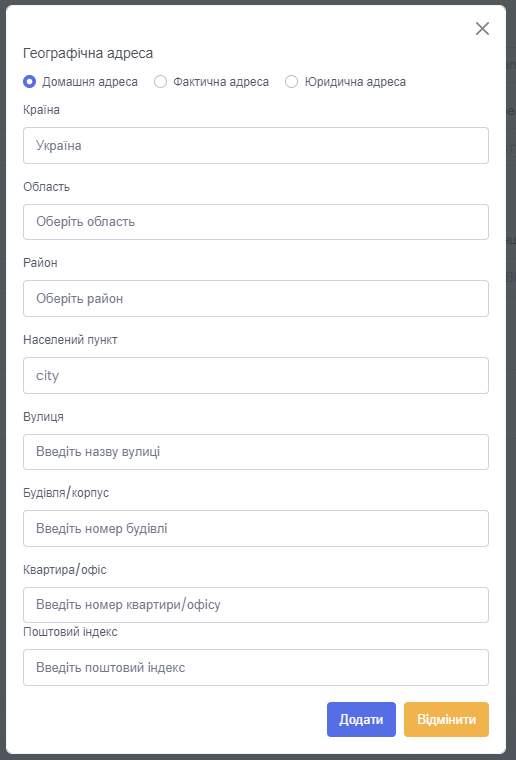 Географічна адреса
Домашня адреса Фактична адреса Юридична адреса
Країна
Україна
Область
Оберіть область
Район
Оберіть район
Населений пункт
city
Вулиця
Введіть назву вулиці
Будівля/корпус
Введіть номер будівлі
Квартира/офіс
Введіть номер квартири/офісу
Поштовий індекс
Введіть поштовий індекс
Додати Відмінити